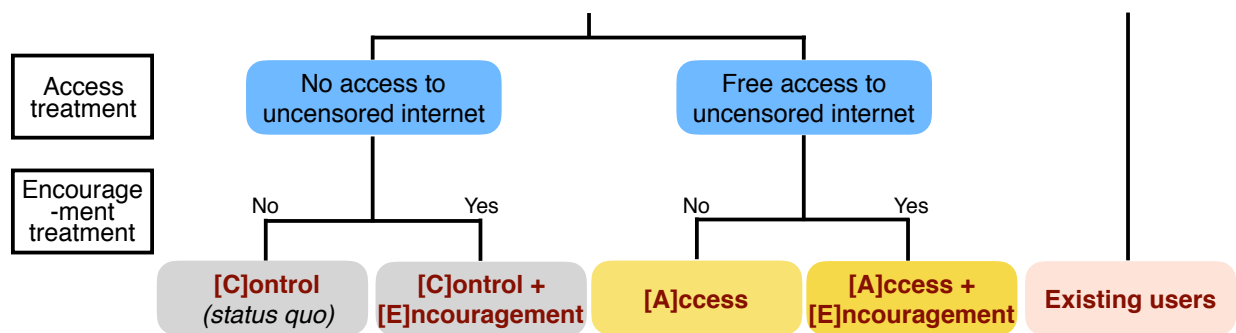 Access
treatment
No access to
uncensored internet
Free access to
uncensored internet
Encourage
-ment
treatment
No
Yes
No
Yes
[C]ontrol
(status quo)
[C]ontrol +
[E]ncouragement
[A]ccess
[A]ccess +
[E]ncouragement
Existing users